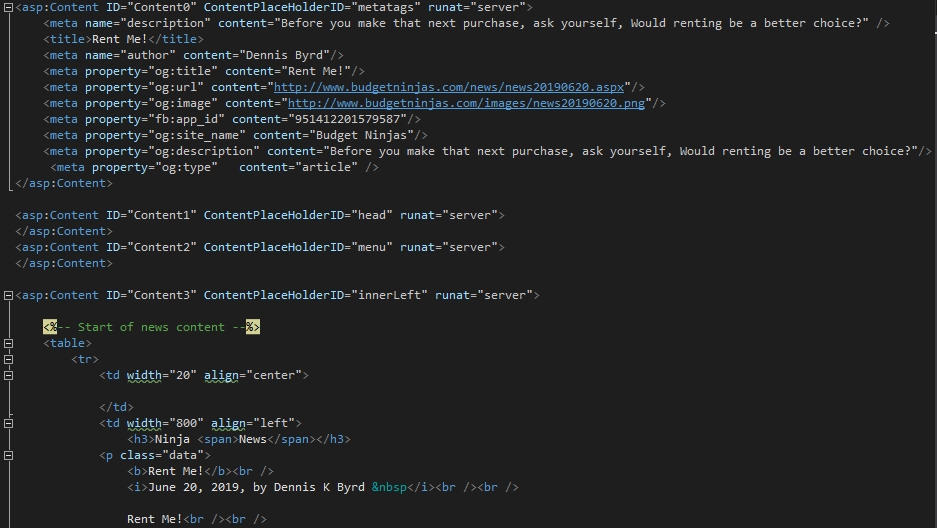 <asp:Content ID="Content0" ContentPlaceHolderID="metatags" runat="server">
<meta name="description" content="Before you make that next purchase, ask yourself, Would renting be a better choice?" />
<title>Rent Me!</title>
<meta name="author" content="Dennis Byrd"/>
<meta property="og:title" content="Rent Me!"/>
<meta property="og:url" content="http://www.budgetninjas.com/news/news20190620.aspx"/>
<meta property="og:image" content="http://www.budgetninjas.com/images/news20190620.png"/>
<meta property="fb:app_id" content="951412201579587"/>
<meta property="og:site_name" content="Budget Ninjas"/>
<meta property="og:description" content="Before you make that next purchase, ask yourself, Would renting be a better choice?"/>
<meta property="og:type"   content="article" />
</asp:Content>
<asp:Content ID="Content1" ContentPlaceHolderID="head" runat="server">
</asp:Content>
<asp:Content ID="Content2" ContentPlaceHolderID="menu" runat="server">
</asp:Content>
<asp:Content ID="Content3" ContentPlaceHolderID="innerLeft" runat="server">
<%-- Start of news content --%>
<table>
<tr>
<td width="20" align="center">
</td>
<td width="800" align="left">
<h3>Ninja <span>News</span></h3>
<p class="data">
<b>Rent Me!</b><br />
<i>June 20, 2019, by Dennis K Byrd &nbsp</i><br /><br />
Rent Me!<br /><br />